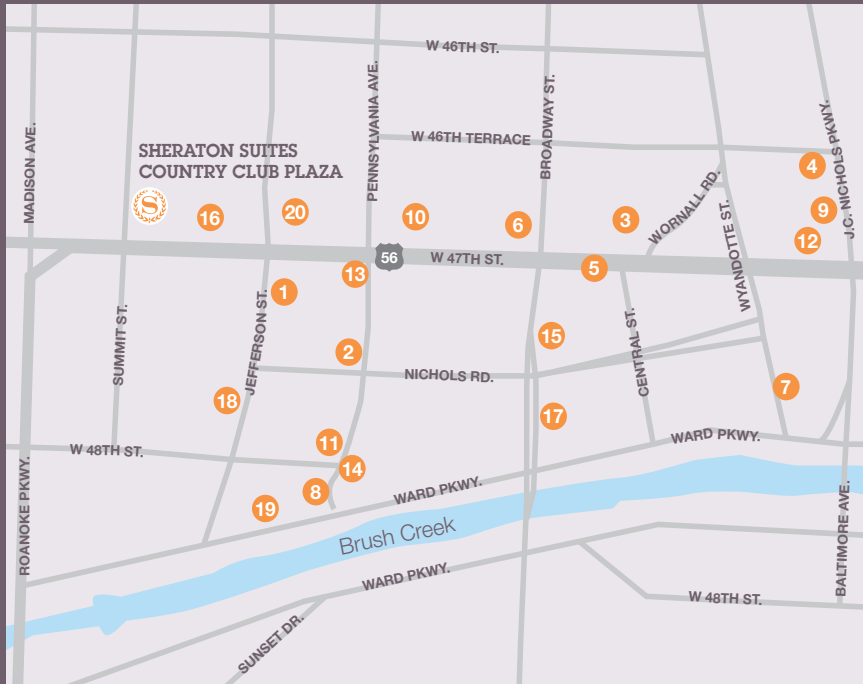 W 46TH ST.
MADISON AVE.
PENNSYLVANIA AVE.
BROADWAY ST.
W 46TH TERRACE
J.C. NICHOLS PKWY.
SHERATON SUITES
COUNTRY CLUB PLAZA
S
4
WORNALL RD.
16
20
10
6
3
9
12
WYANDOTTE ST.
56
W 47TH ST.
5
13
1
SUMMIT ST.
JEFFERSON ST.
2
15
CENTRAL ST.
NICHOLS RD.
7
18
17
11
W 48TH ST.
WARD PKWY.
14
8
WARD PKWY.
19
ROANOKE PKWY.
Brush Creek
BALTIMORE AVE.
WARD PKWY.
W 48TH ST.
SUNSET DR.